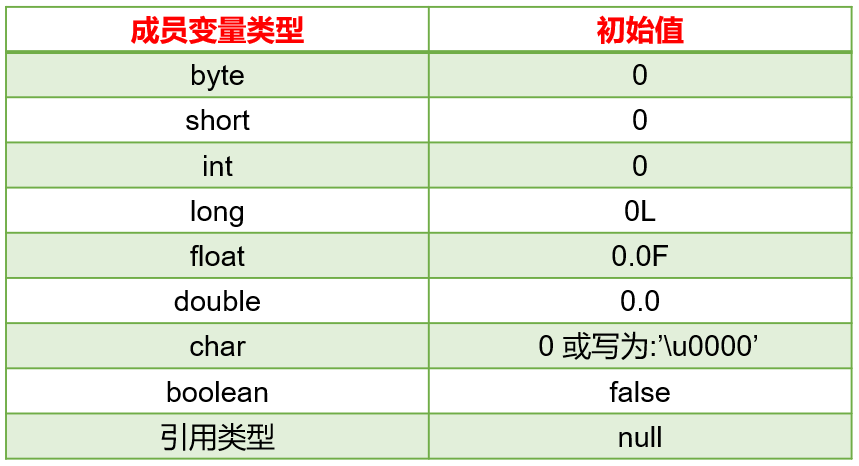 成员变量类型 初始值
byte 0
short 0
int 0
long 0L
float 0.0F
double 0.0
char 0 或写为:’\u0000’
boolean false
引用类型 null